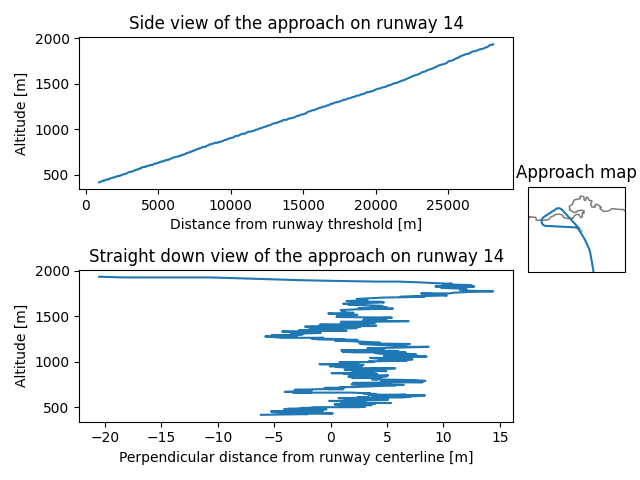 Side view of the approach on runway 14
2000
1500
1000
500
Altitude [m]
0 5000 10000 15000 20000 25000
Distance from runway threshold [m]
Approach map
Straight down view of the approach on runway 14
2000
1500
1000
500
Altitude [m]
−20 −15 −10 −5 0 5 10 15
Perpendicular distance from runway centerline [m]